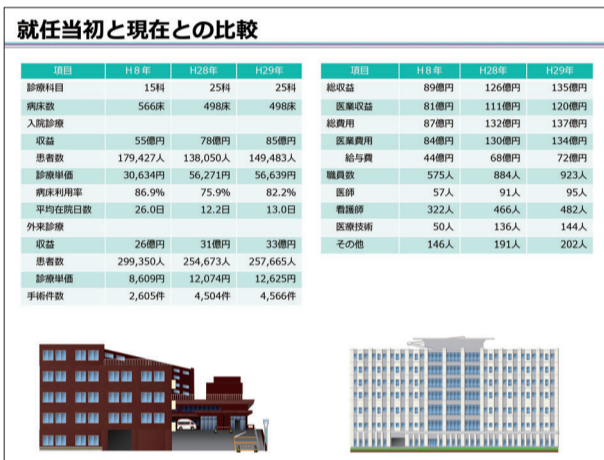 就任当初と現在との比較
項目 H8年 H28年 H29年
診療科目 15科 25科 25科
病床数 566床 498床 498床
入院診療
収益 55億円 78億円 85億円
患者数 179,427人 138,050人 149,483人
診療単価 30,634円 56,271円 56,639円
病床利用率 86.9% 75.9% 82.2%
平均在院日数 26.0日 12.2日 13.0日
外来診療
収益 26億円 31億円 33億円
患者数 299,350人 254,673人 257,665人
診療単価 8,609円 12,074円 12,625円
手術件数 2,605件 4,504件 4,566件
項目 H8年 H28年 H29年
総収益 89億円 126億円 135億円
医業収益 81億円 111億円 120億円
総費用 87億円 132億円 137億円
医業費用 84億円 130億円 134億円
給与費 44億円 68億円 72億円
職員数 575人 884人 923人
医師 57人 91人 95人
看護師 322人 466人 482人
医療技術 50人 136人 144人
その他 146人 191人 202人